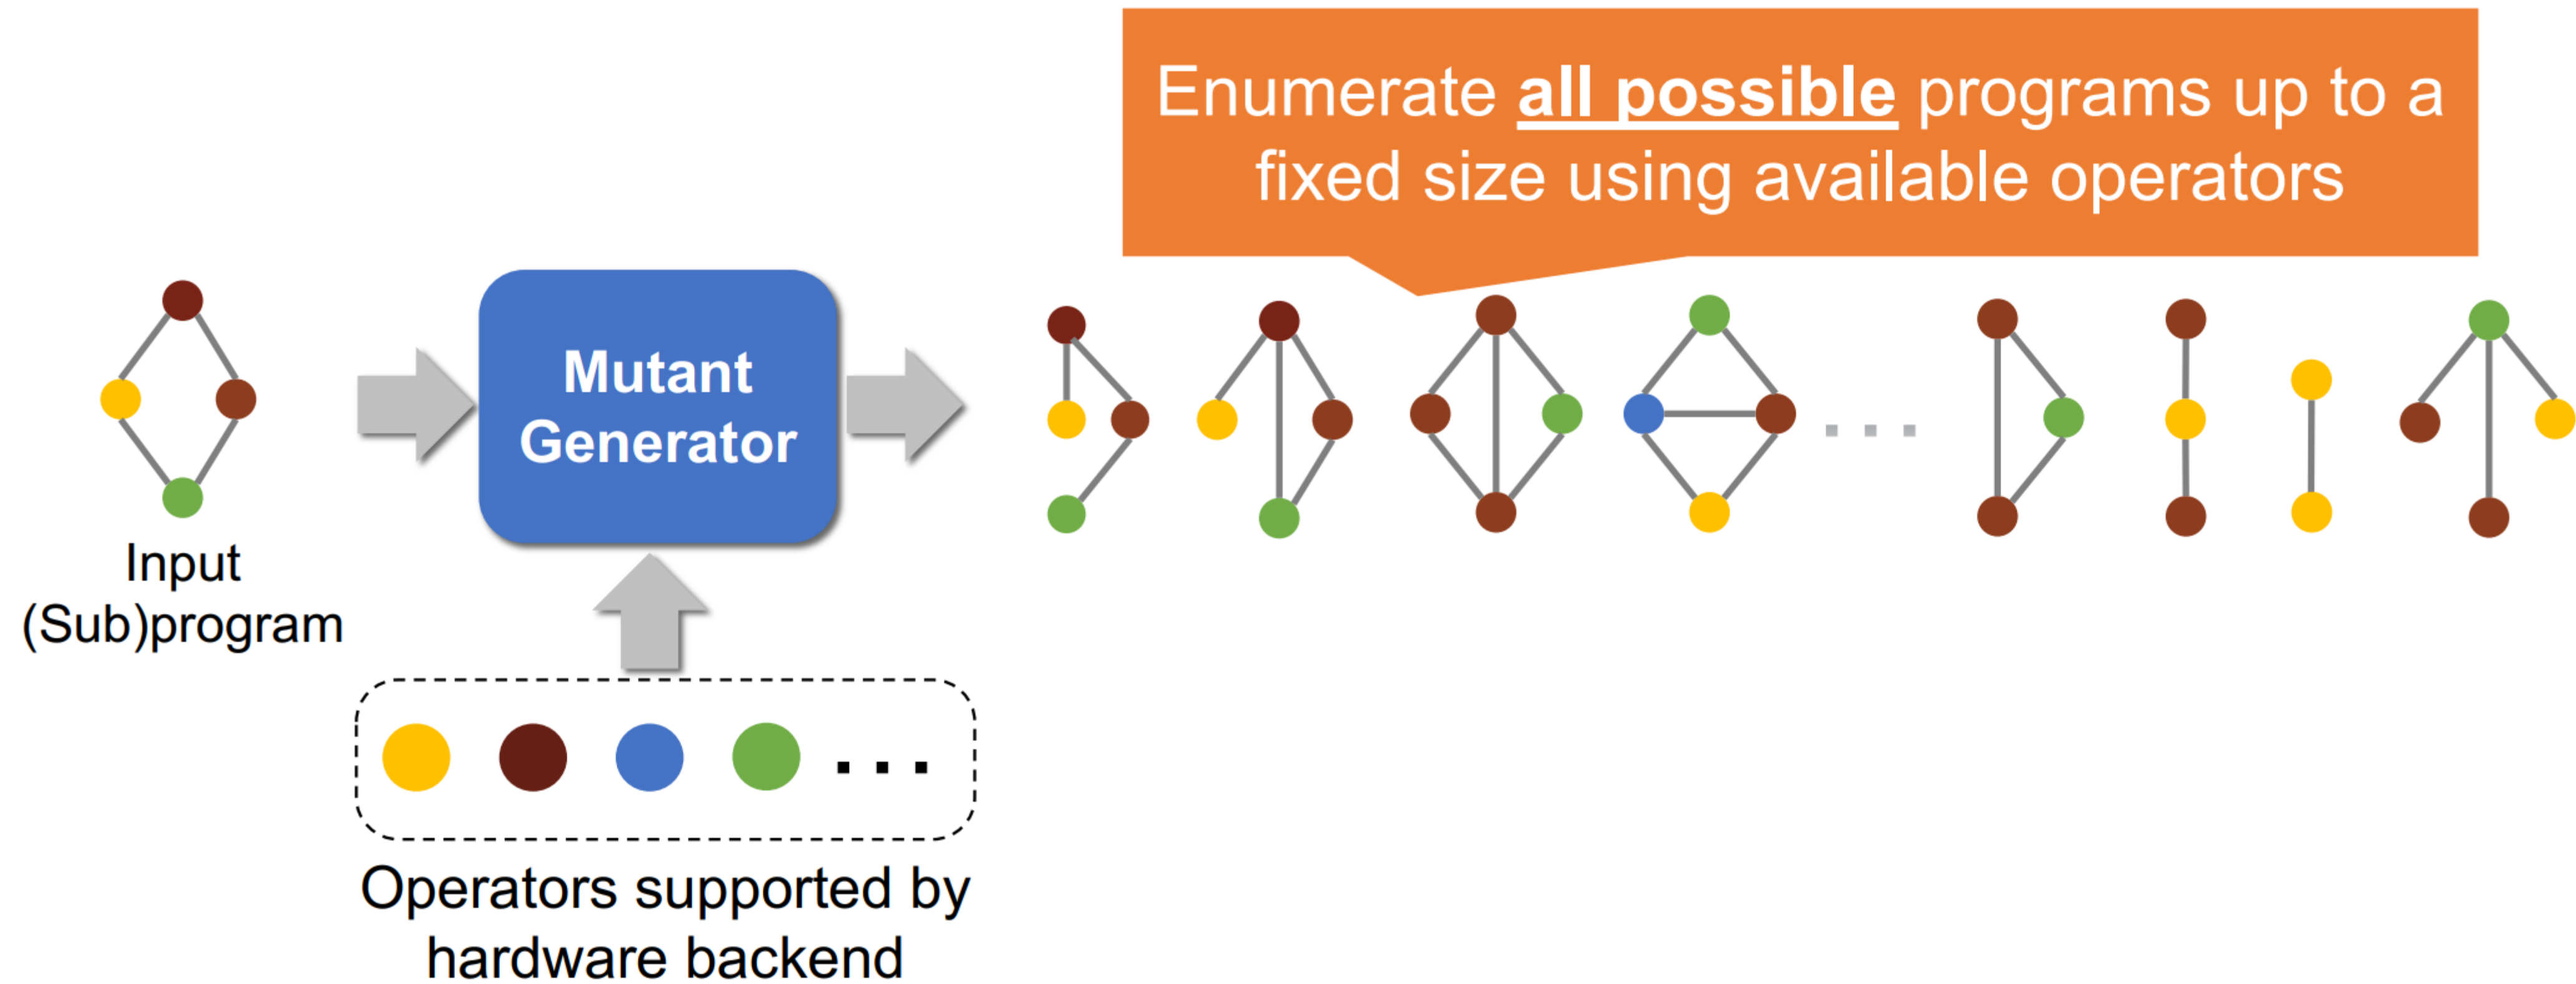 Enumerate all possible programs up to a
fixed size using available operators
Mutant
Generator
Input
(Sub)program
Operators supported by
hardware backend